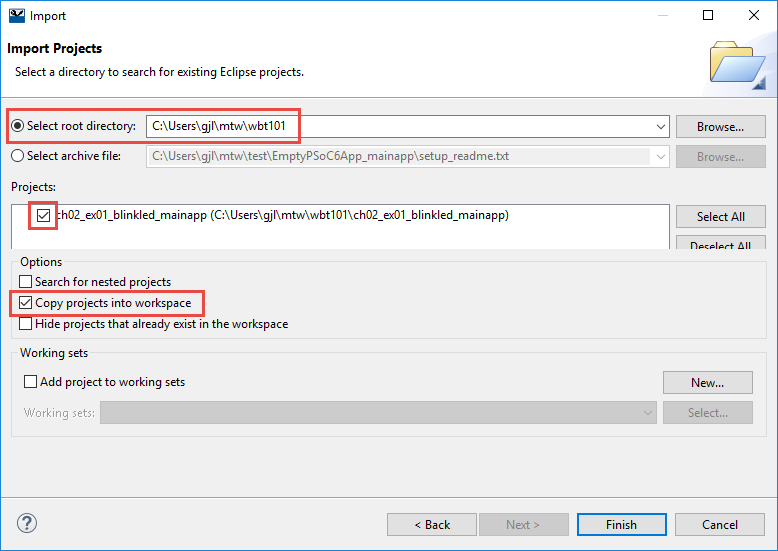 Import
Import Projects
Select a directory to search for existing Eclipse projects.
Select root directory: C:\Users\gjl\mtw\wbt101 Browse...
Select archive file: C:\Users\gjl\mtw\test\EmptyPSoC6App_mainapp\setup_readme.txt Browse...
Projects:
ch02_ex01_blinkled_mainapp (C:\Users\gjl\mtw\wbt101\ch02_ex01_blinkled_mainapp) Select All
Deselect All
Options
Search for nested projects
Copy projects into workspace
Hide projects that already exist in the workspace
Working sets
Add project to working sets New...
Working sets: Select...
? < Back Next > Finish Cancel